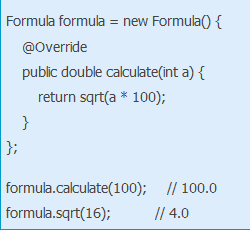 Formula formula = new Formula() {
    @Override
    public double calculate(int a) {
        return sqrt(a * 100);
    }
};
formula.calculate(100);     // 100.0
formula.sqrt(16);           // 4.0